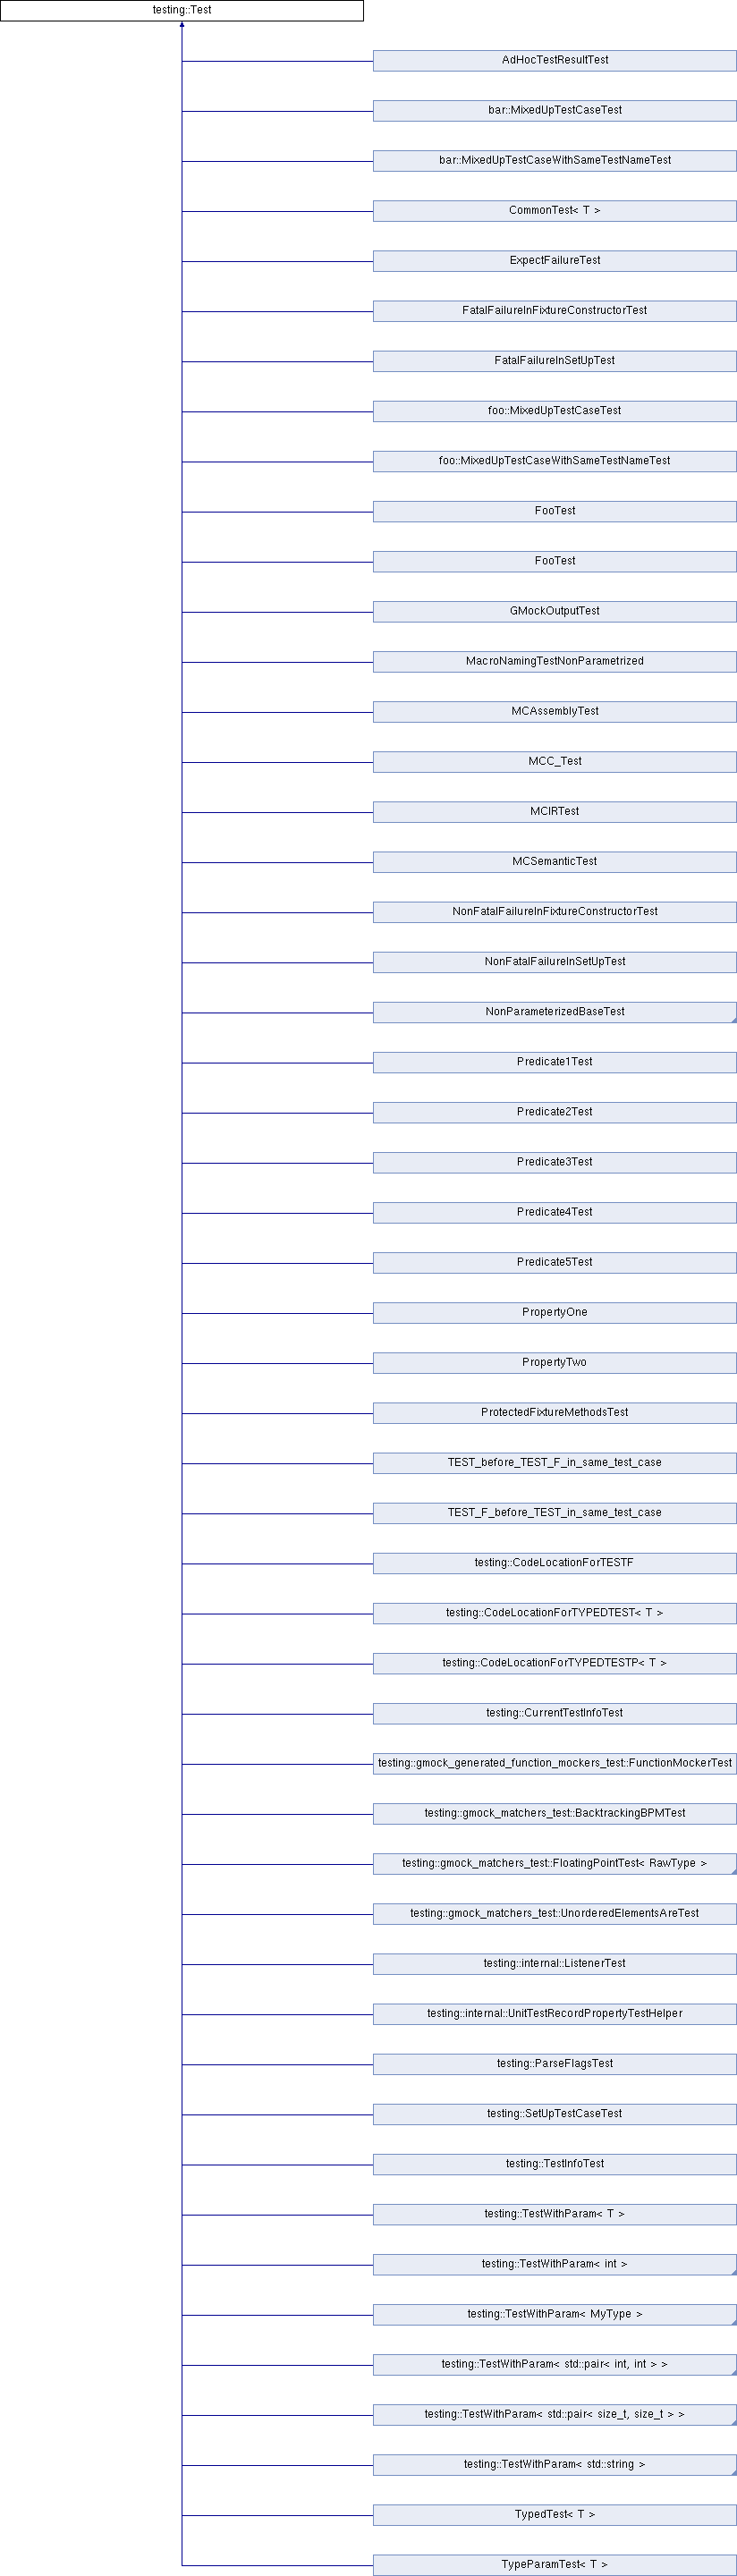 testing::Test
AdHocTestResultTest
bar::MixedUpTestCaseTest
bar::MixedUpTestCaseWithSameTestNameTest
CommonTest< T >
ExpectFailureTest
FatalFailureInFixtureConstructorTest
FatalFailureInSetUpTest
foo::MixedUpTestCaseTest
foo::MixedUpTestCaseWithSameTestNameTest
FooTest
FooTest
GMockOutputTest
MacroNamingTestNonParametrized
MCAssemblyTest
MCC_Test
MCIRTest
MCSemanticTest
NonFatalFailureInFixtureConstructorTest
NonFatalFailureInSetUpTest
NonParameterizedBaseTest
Predicate1Test
Predicate2Test
Predicate3Test
Predicate4Test
Predicate5Test
PropertyOne
PropertyTwo
ProtectedFixtureMethodsTest
TEST_before_TEST_F_in_same_test_case
TEST_F_before_TEST_in_same_test_case
testing::CodeLocationForTESTF
testing::CodeLocationForTYPEDTEST< T >
testing::CodeLocationForTYPEDTESTP< T >
testing::CurrentTestInfoTest
testing::gmock_generated_function_mockers_test::FunctionMockerTest
testing::gmock_matchers_test::BacktrackingBPMTest
testing::gmock_matchers_test::FloatingPointTest< RawType >
testing::gmock_matchers_test::UnorderedElementsAreTest
testing::internal::ListenerTest
testing::internal::UnitTestRecordPropertyTestHelper
testing::ParseFlagsTest
testing::SetUpTestCaseTest
testing::TestInfoTest
testing::TestWithParam< T >
testing::TestWithParam< int >
testing::TestWithParam< MyType >
testing::TestWithParam< std::pair< int, int > >
testing::TestWithParam< std::pair< size_t, size_t > >
testing::TestWithParam< std::string >
TypedTest< T >
TypeParamTest< T >